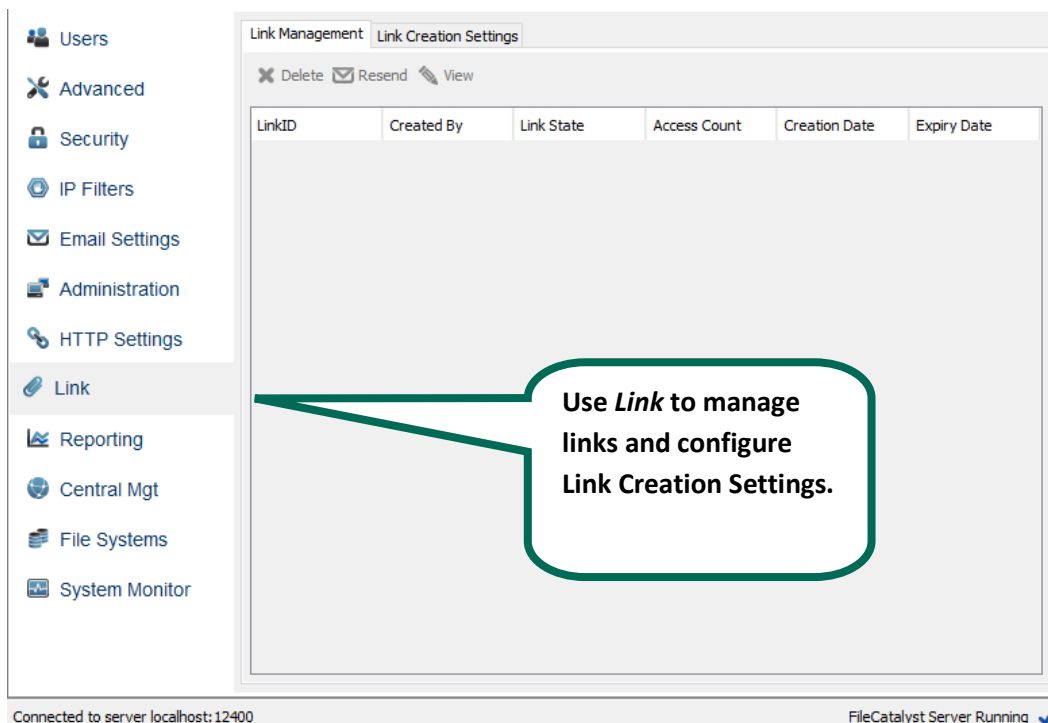 Users
Advanced
Security
IP Filters
Email Settings
Administration
HTTP Settings
Link
Reporting
Central Mgt
File Systems
System Monitor
Link Management Link Creation Settings
Delete Resend View
LinkID Created By Link State Access Count Creation Date Expiry Date
Use Link to manage
links and configure
Link Creation Settings.
Connected to server localhost:12400 FileCatalyst Server Running